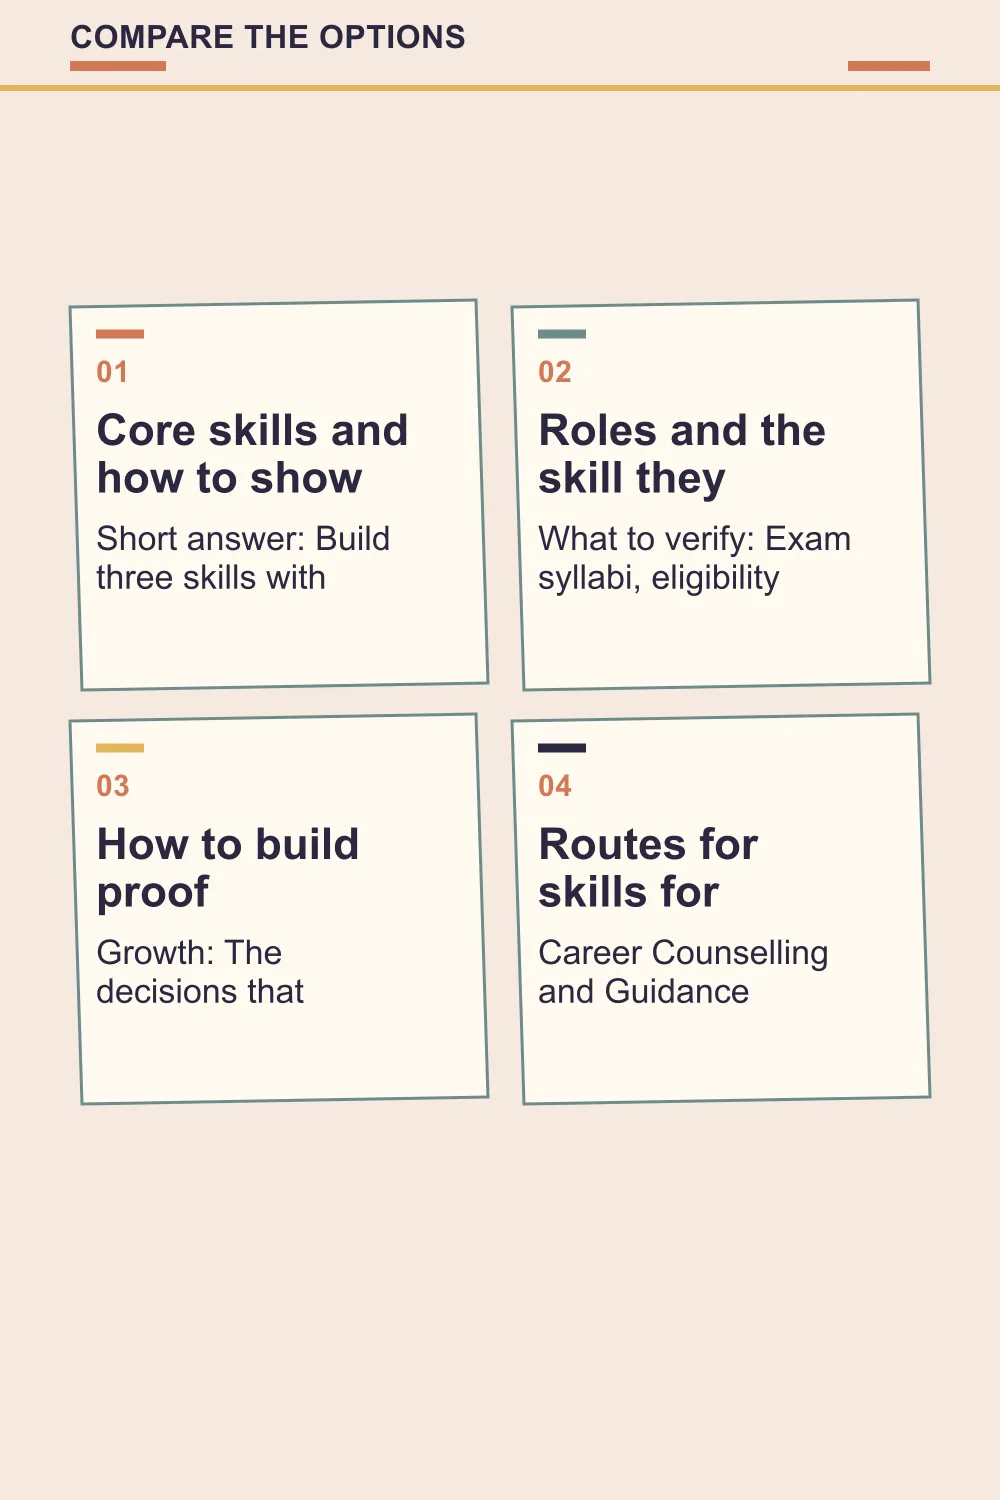 COMPARE THE OPTIONS
01
Core skills and
how to show
Short answer: Build
three skills with
02
Roles and the
skill they
What to verify: Exam
syllabi, eligibility
03
How to build
proof
Growth: The
decisions that
04
Routes for
skills for
Career Counselling
and Guidance